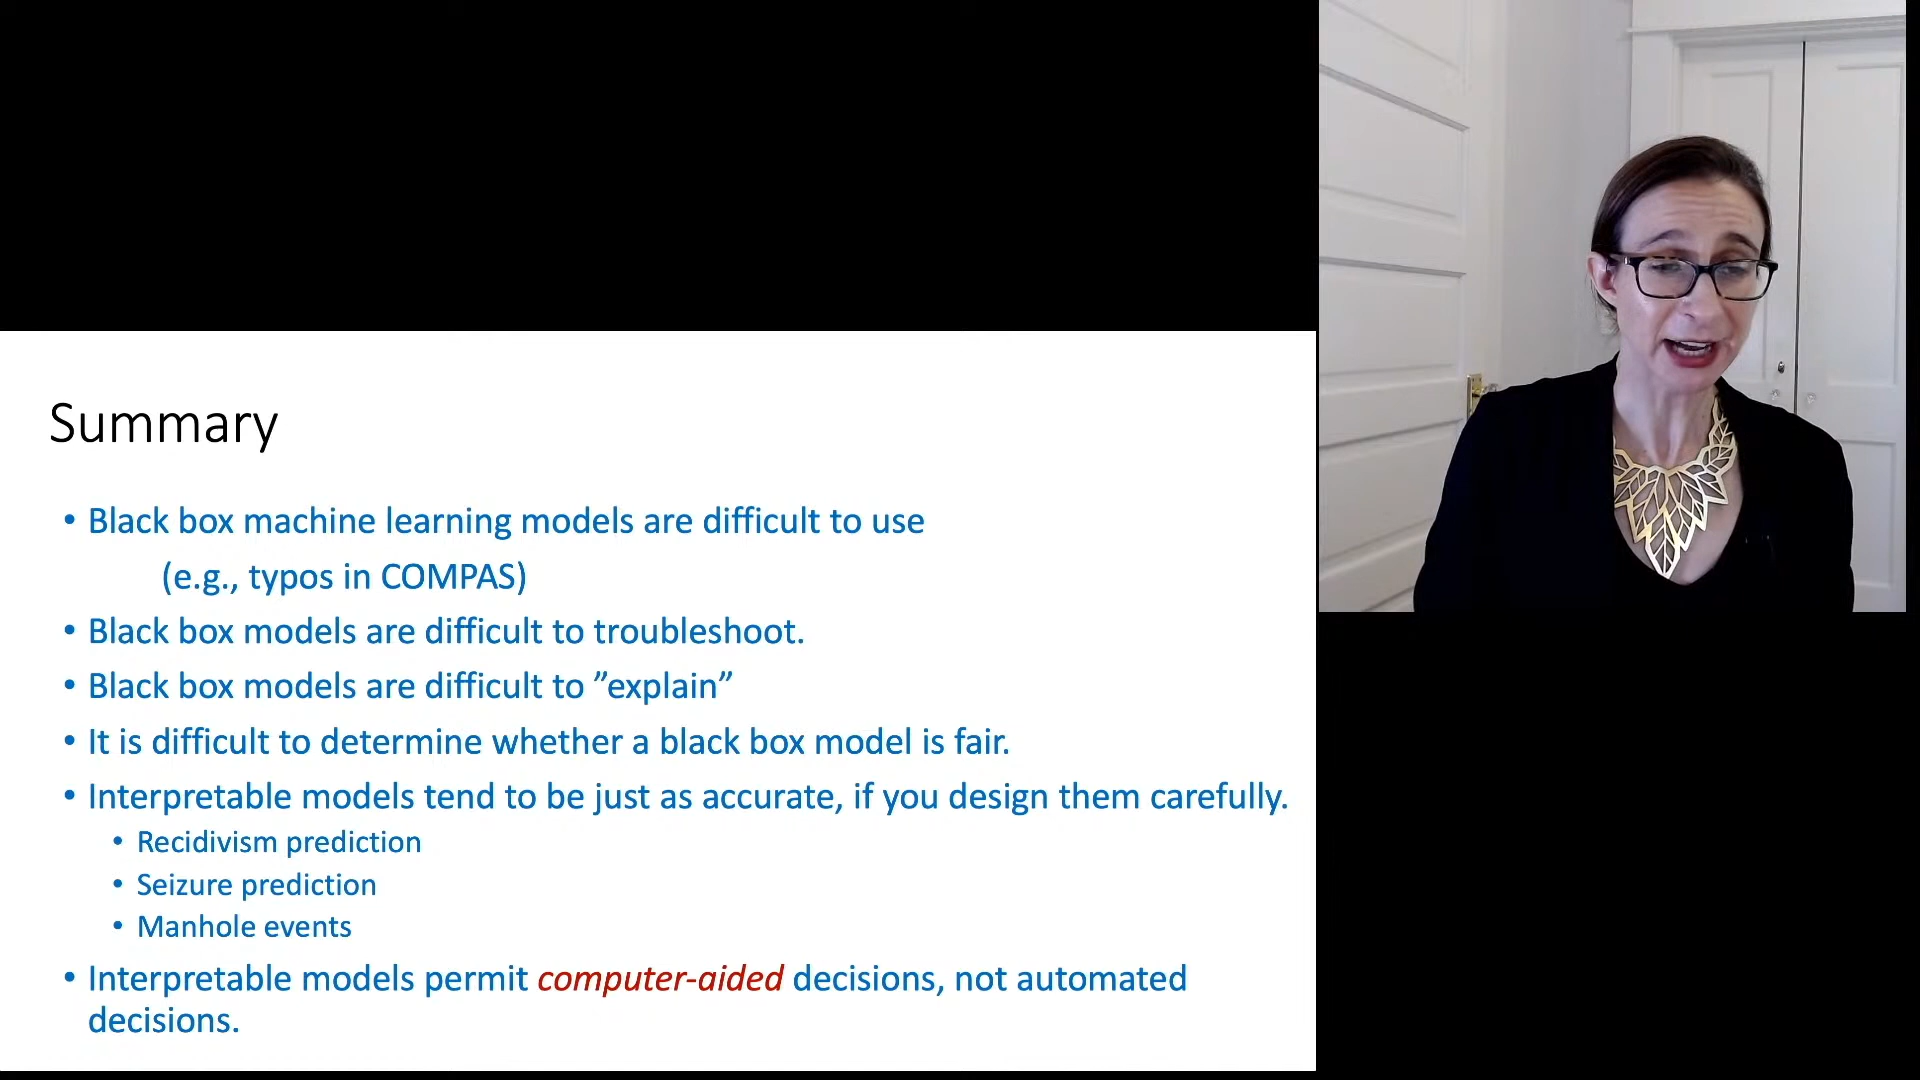 Summary
• Black box machine learning models are difficult to use
(e.g., typos in COMPAS)
• Black box models are difficult to troubleshoot.
• Black box models are difficult to ”explain”
• It is difficult to determine whether a black box model is fair.
• Interpretable models tend to be just as accurate, if you design them carefully.
• Recidivism prediction
• Seizure prediction
• Manhole events
• Interpretable models permit computer-aided decisions, not automated
decisions.